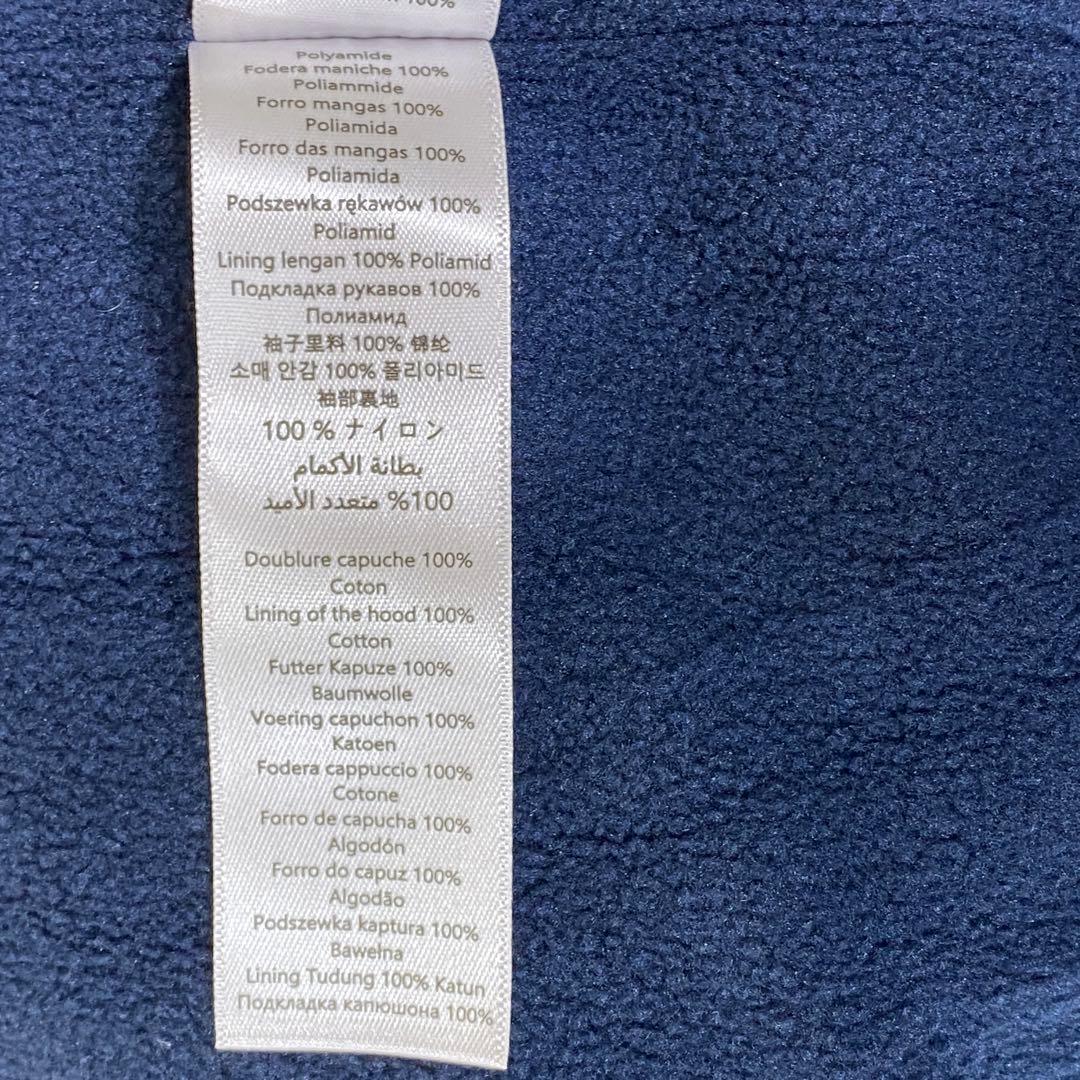 100%
Polyamide
Fodera maniche 100%
Poliammide
Forro mangas 100%
Poliamida
Forro das mangas 100%
Poliamida
Podszewka rękawów 100%
Poliamid
Lining lengan 100% Poliamid
Подкладка рукавов 100%
Полиамид
袖子里料 100% 锦纶
소매 안감 100% 폴리아미드
袖部裏地
100 % ナイロン
بطانة الأكمام
100% متعدد الأميد
Doublure capuche 100%
Coton
Lining of the hood 100%
Cotton
Futter Kapuze 100%
Baumwolle
Voering capuchon 100%
Katoen
Fodera cappuccio 100%
Cotone
Forro de capucha 100%
Algodón
Forro do capuz 100%
Algodão
Podszewka kaptura 100%
Bawełna
Lining Tudung 100% Katun
Подкладка капюшона 100%